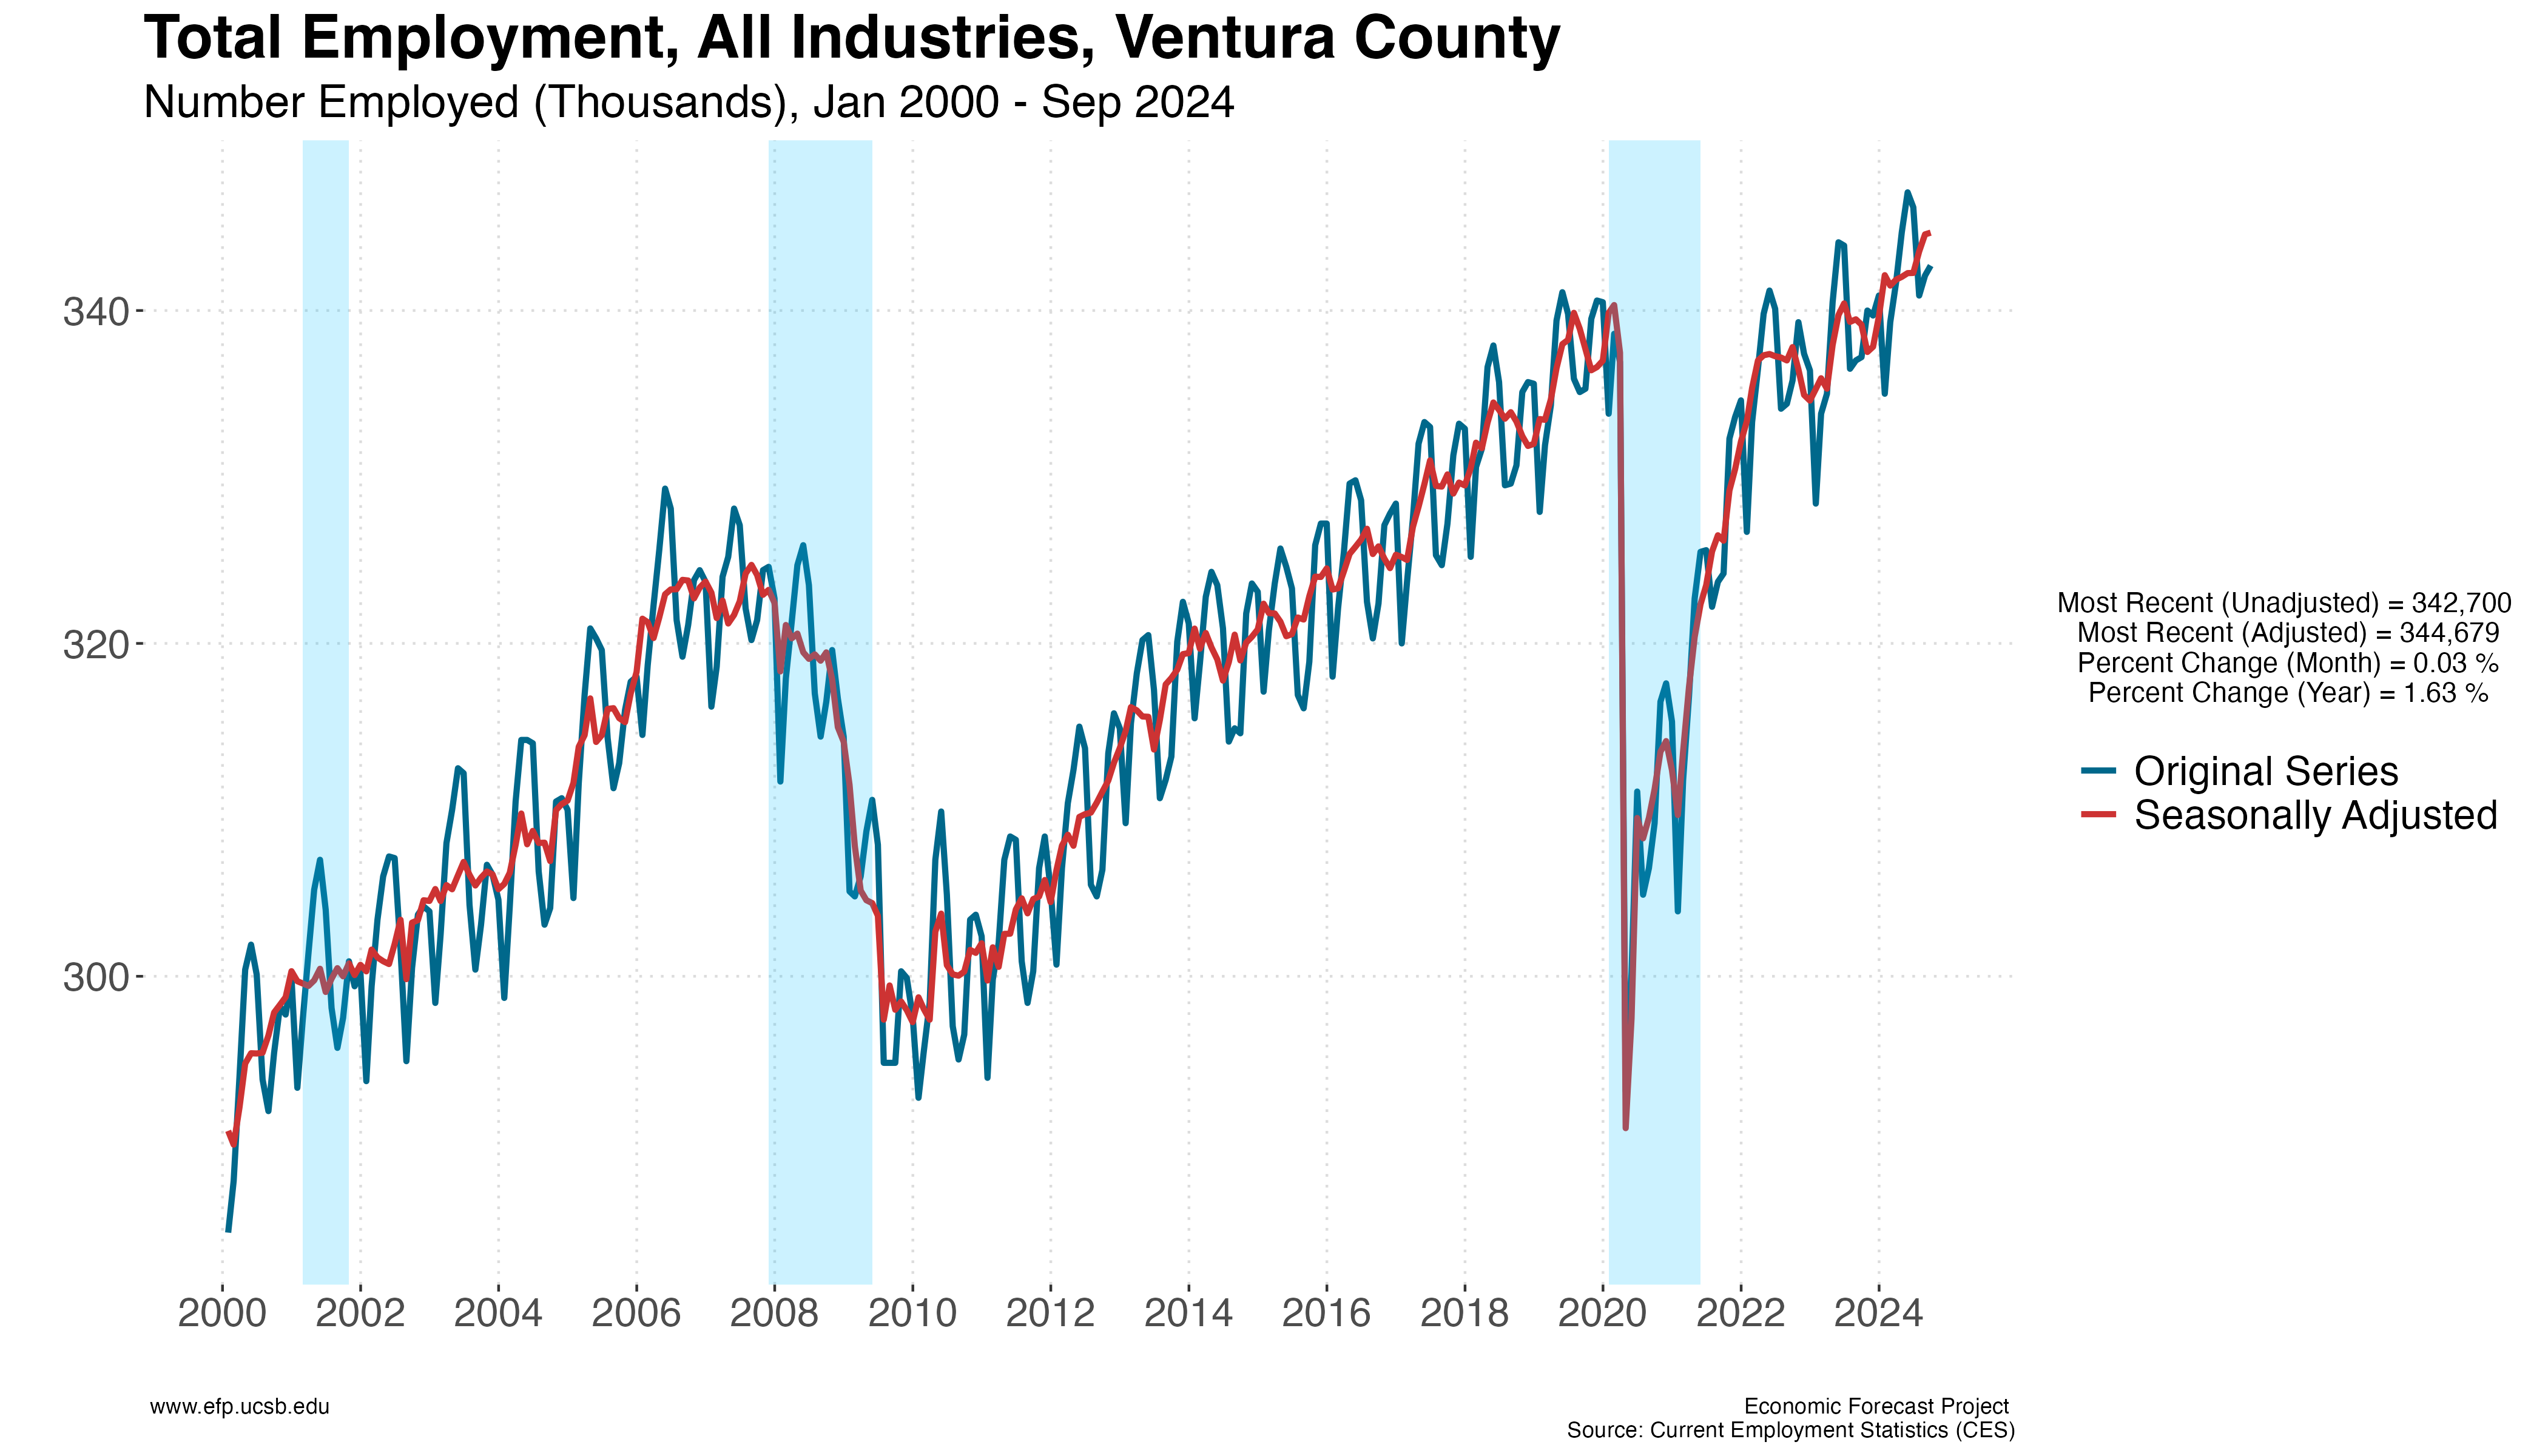 Total Employment, All Industries, Ventura County
Number Employed (Thousands), Jan 2000 - Sep 2024
340
320
300
2000 2002 2004 2006 2008 2010 2012 2014 2016 2018 2020 2022 2024
Most Recent (Unadjusted) = 342,700
Most Recent (Adjusted) = 344,679
Percent Change (Month) = 0.03 %
Percent Change (Year) = 1.63 %
Original Series
Seasonally Adjusted
www.efp.ucsb.edu
Economic Forecast Project
Source: Current Employment Statistics (CES)